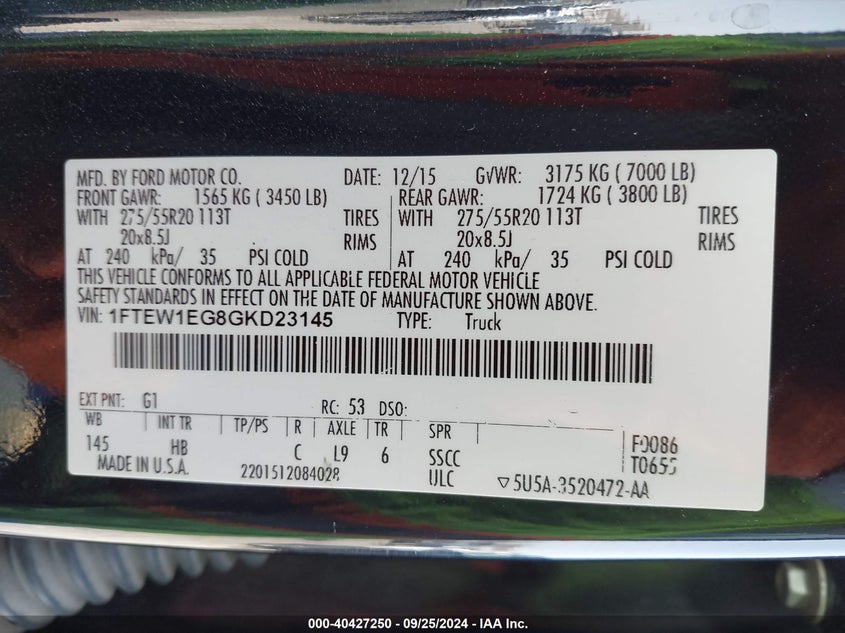 MFD. BY FORD MOTOR CO. DATE: 12/15 GVWR: 3175 KG ( 7000 LB)
FRONT GAWR: 1565 KG ( 3450 LB) REAR GAWR: 1724 KG ( 3800 LB)
WITH 275/55R20 113T TIRES WITH 275/55R20 113T TIRES
20x8.5J RIMS 20x8.5J RIMS
AT 240 kPa/ 35 PSI COLD AT 240 kPa/ 35 PSI COLD
THIS VEHICLE CONFORMS TO ALL APPLICABLE FEDERAL MOTOR VEHICLE
SAFETY STANDARDS IN EFFECT ON THE DATE OF MANUFACTURE SHOWN ABOVE.
VIN: 1FTEW1EG8GKD23145 TYPE: Truck
EXT PNT: G1 RC: 53 DSO:
WB INT TR TP/PS R AXLE TR SPR F0086
145 HB C L9 6 SSCC T0655
MADE IN U.S.A. 2201512084028 ULC ▽5U5A-3520472-AA
000-40427250 - 09/25/2024 - IAA Inc.